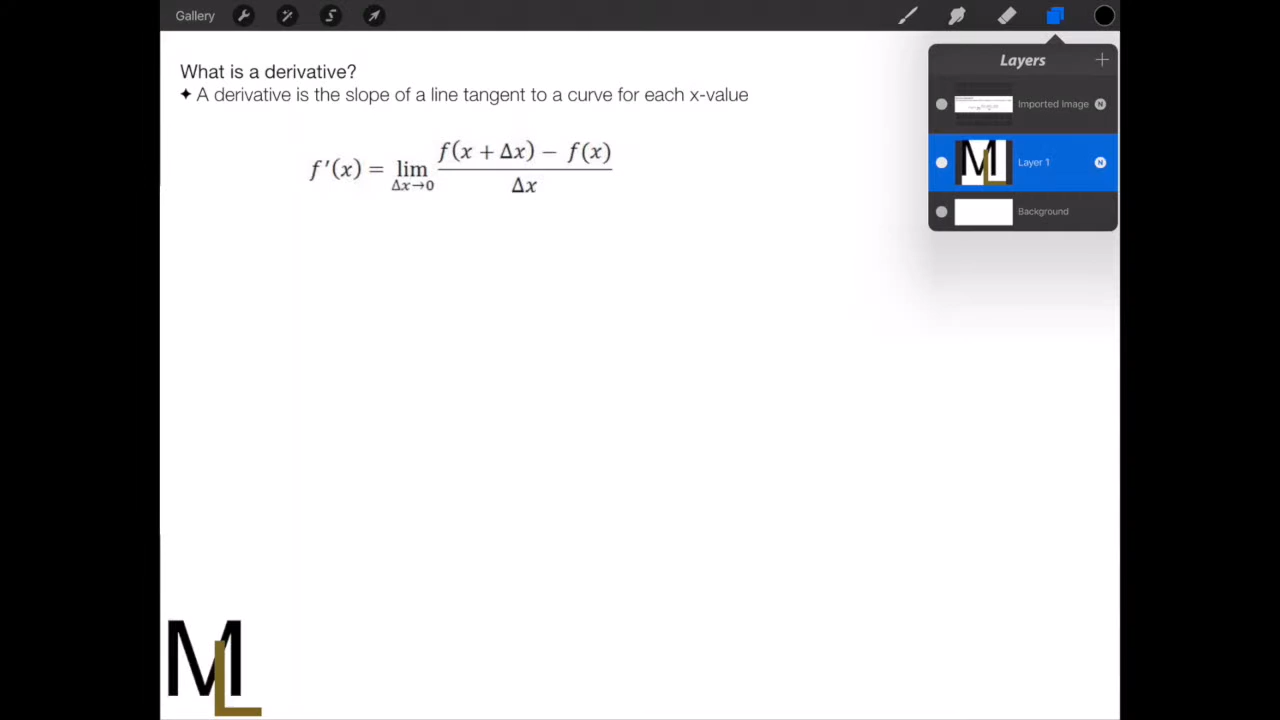 Gallery
Layers
Imported Image N
Layer 1 N
Background
What is a derivative?
✦ A derivative is the slope of a line tangent to a curve for each x-value
f'(x) = lim Δx→0 f(x + Δx) − f(x) / Δx
ML